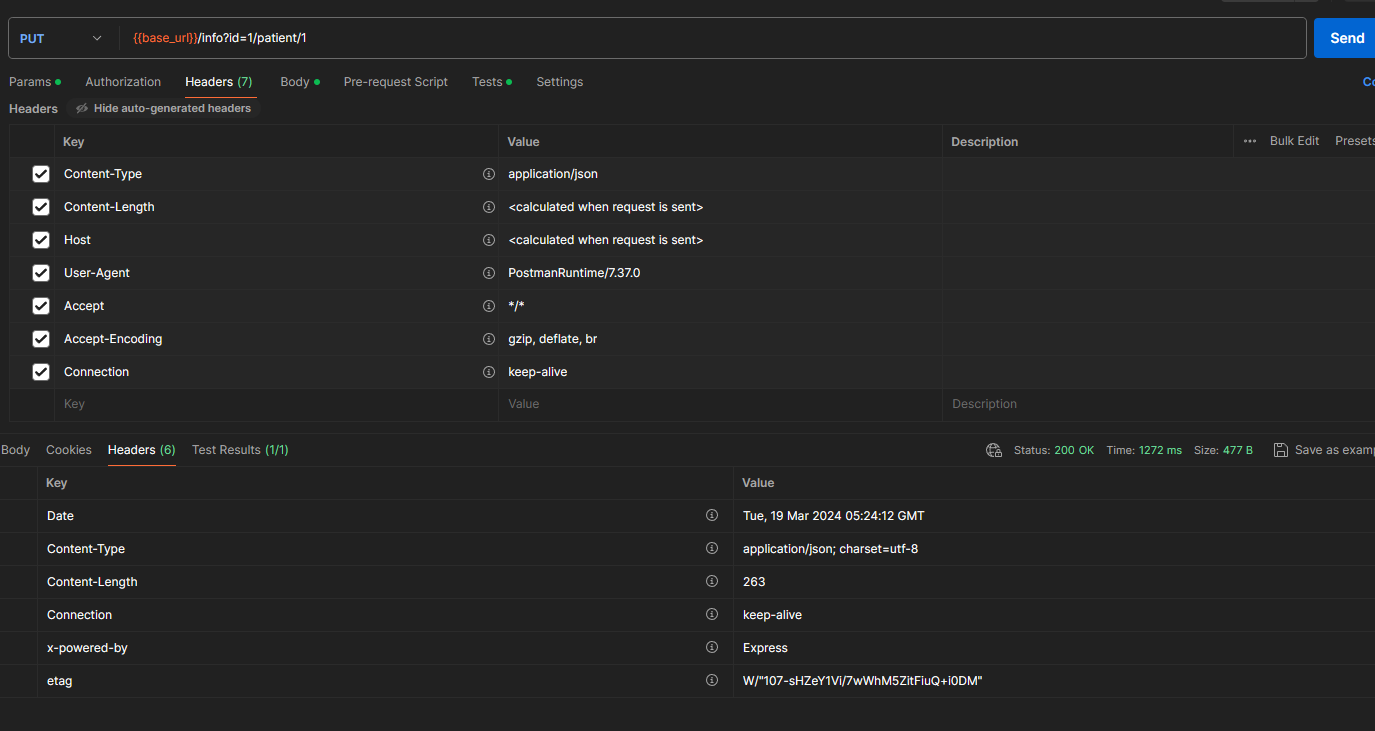 PUT {{base_url}}/info?id=1/patient/1 Send
Params Authorization Headers (7) Body Pre-request Script Tests Settings
Headers Hide auto-generated headers
Key Value Description Bulk Edit Presets
Content-Type application/json
Content-Length <calculated when request is sent>
Host <calculated when request is sent>
User-Agent PostmanRuntime/7.37.0
Accept */*
Accept-Encoding gzip, deflate, br
Connection keep-alive
Key Value Description
Body Cookies Headers (6) Test Results (1/1) Status: 200 OK Time: 1272 ms Size: 477 B Save as examp
Key Value
Date Tue, 19 Mar 2024 05:24:12 GMT
Content-Type application/json; charset=utf-8
Content-Length 263
Connection keep-alive
x-powered-by Express
etag W/"107-sHZeY1Vi/7wWhM5ZitFiuQ+i0DM"